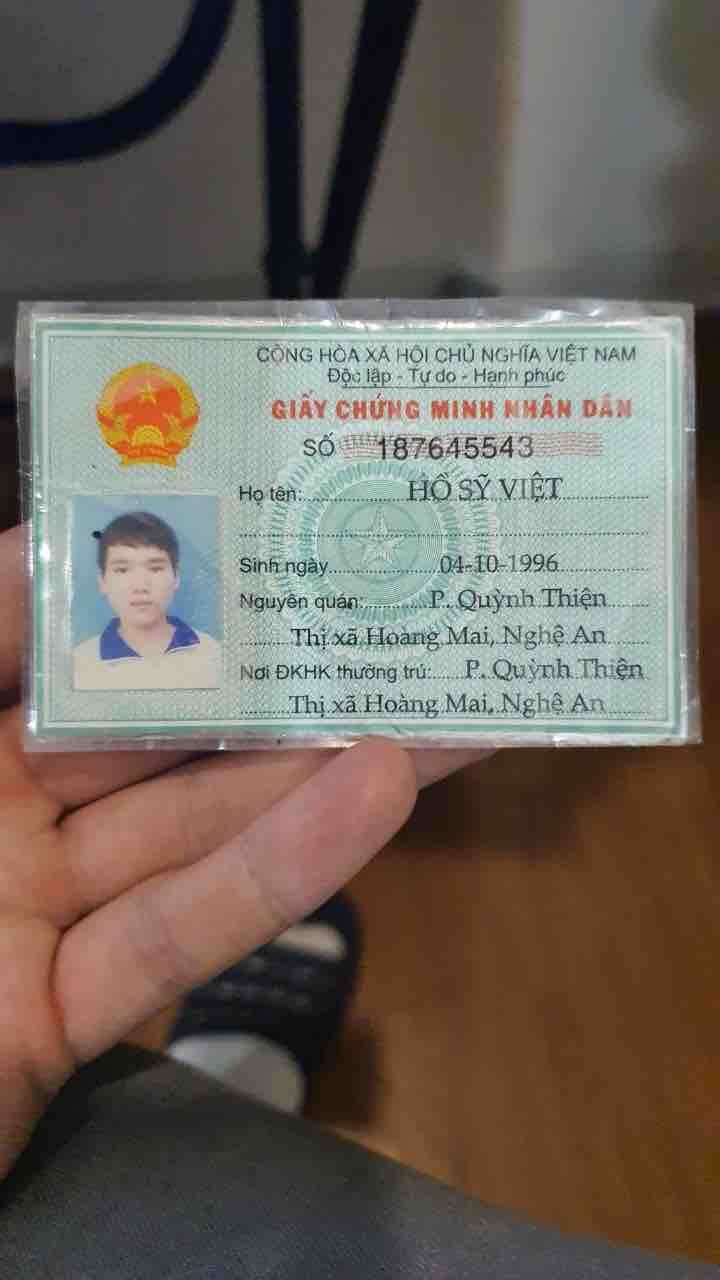 CỘNG HÒA XÃ HỘI CHỦ NGHĨA VIỆT NAM
Độc lập - Tự do - Hạnh phúc
GIẤY CHỨNG MINH NHÂN DÂN
SỐ 187645543
Họ tên: HỒ SỸ VIỆT
Sinh ngày 04-10-1996
Nguyên quán: P. Quỳnh Thiện
Thị xã Hoàng Mai, Nghệ An
Nơi ĐKHK thường trú: P. Quỳnh Thiện
Thị xã Hoàng Mai, Nghệ An